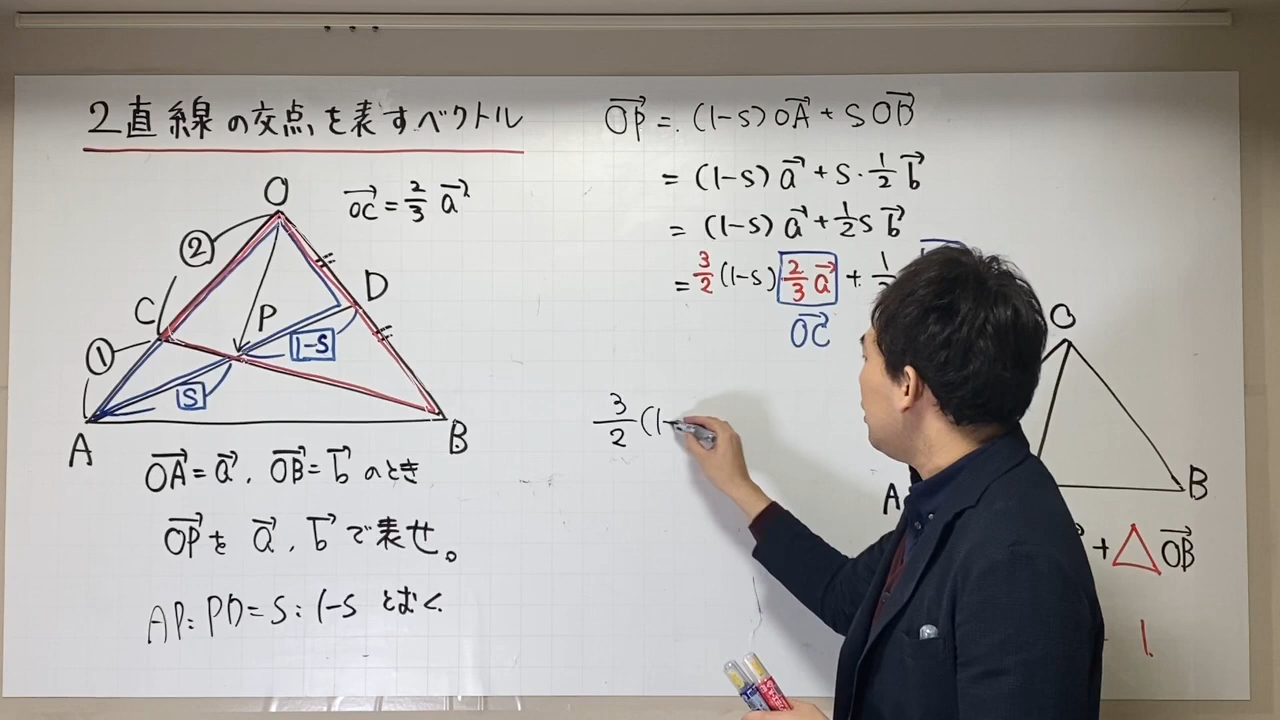 2直線の交点を表すベクトル
O
OC→ = 2/3 a→
②
D
C
P
①
1-s
s
A
B
OA→ = a→, OB→ = b→ のとき
OP→ を a→, b→ で表せ。
AP:PD = s:1-s とおく
OP→ = (1-s)OA→ + sOB→
= (1-s)a→ + s・1/2 b→
= (1-s)a→ + 1/2 s b→
= 3/2 (1-s) 2/3 a→ + 1/
OC→
3/2 (1-
O
A
B
+ △OB→
1